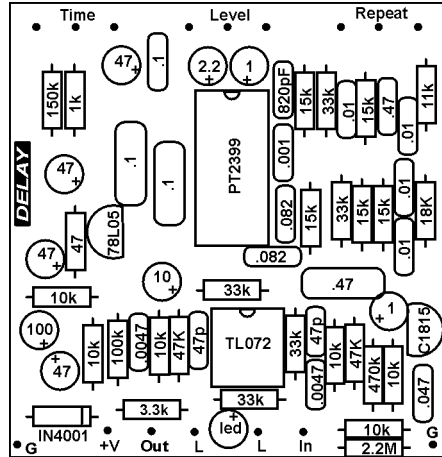 Time Level Repeat
47 + .1 2.2 + 1 + 820pF 15k 33k .01 15k .47 .01 11k
150k 1k
47 + .1 .1 PT2399 .001
DELAY
47 78L05 .082 15k 33k 15k 15k .01 .01 18K
47 + .082
10 + .47
10k 33k 1 + C1815
100 + 10k 100k .0047 10k 47K 47p TL072 33k 47p .0047 10k 47K 470k 10k
47 + .047
33k
IN4001 3.3k led + 10k
G +V Out L L In 2.2M G